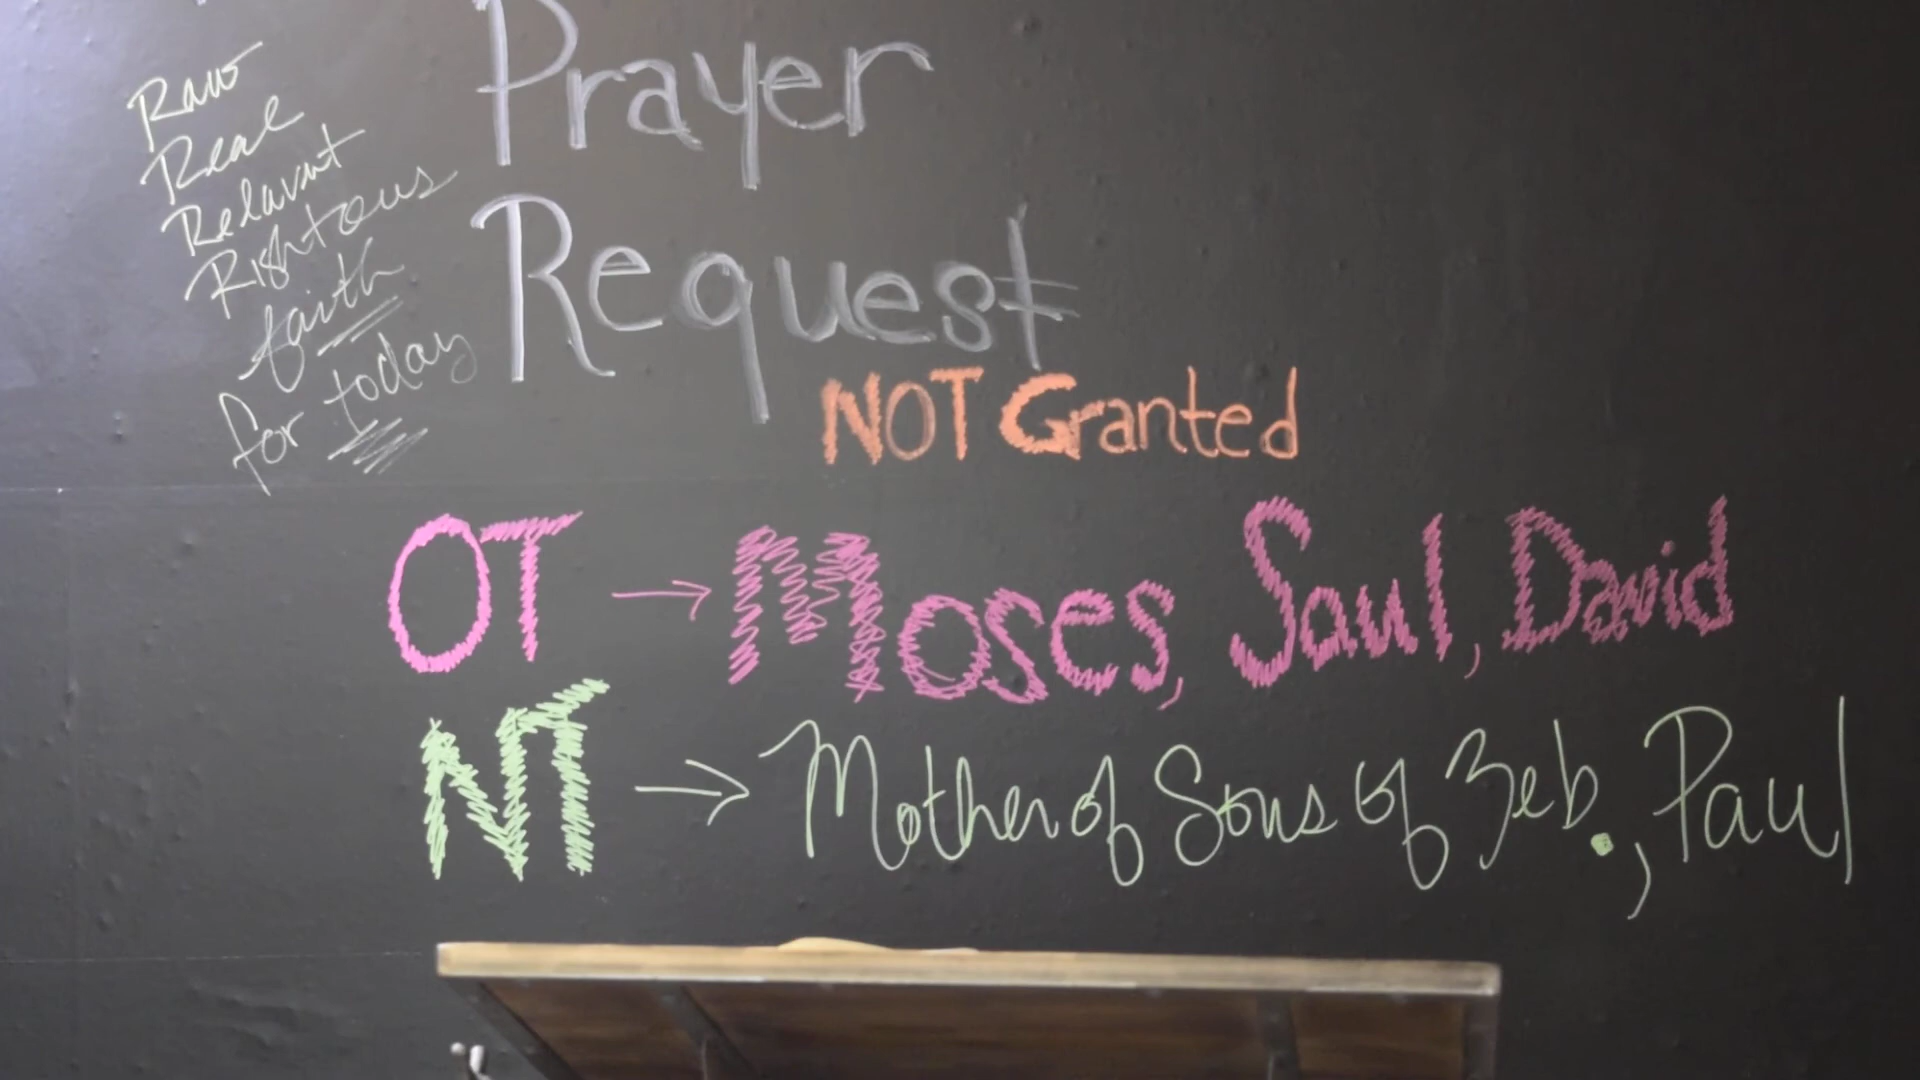 Raw
Real
Relavant
Rightous
faith
for today
Prayer
Request
NOT Granted
OT → Moses, Saul, David
NT → Mother of Sons of Zeb., Paul